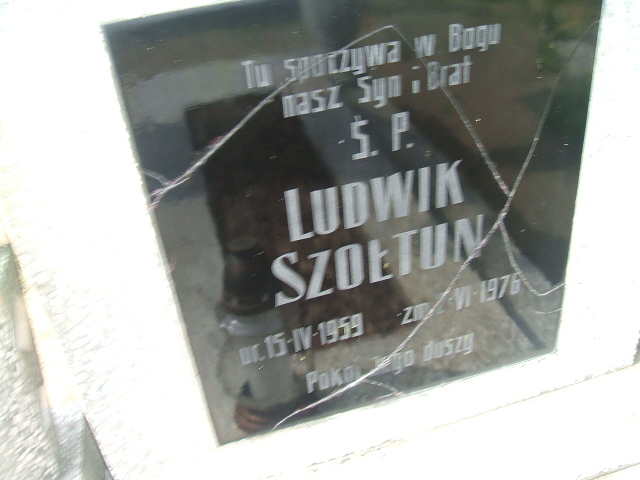 Tu spoczywa w Bogu
nasz Syn i Brat
Ś. P.
LUDWIK
SZOŁTUN
ur. 15-IV-1959 zm. -VI-1976
Pokój jego duszy